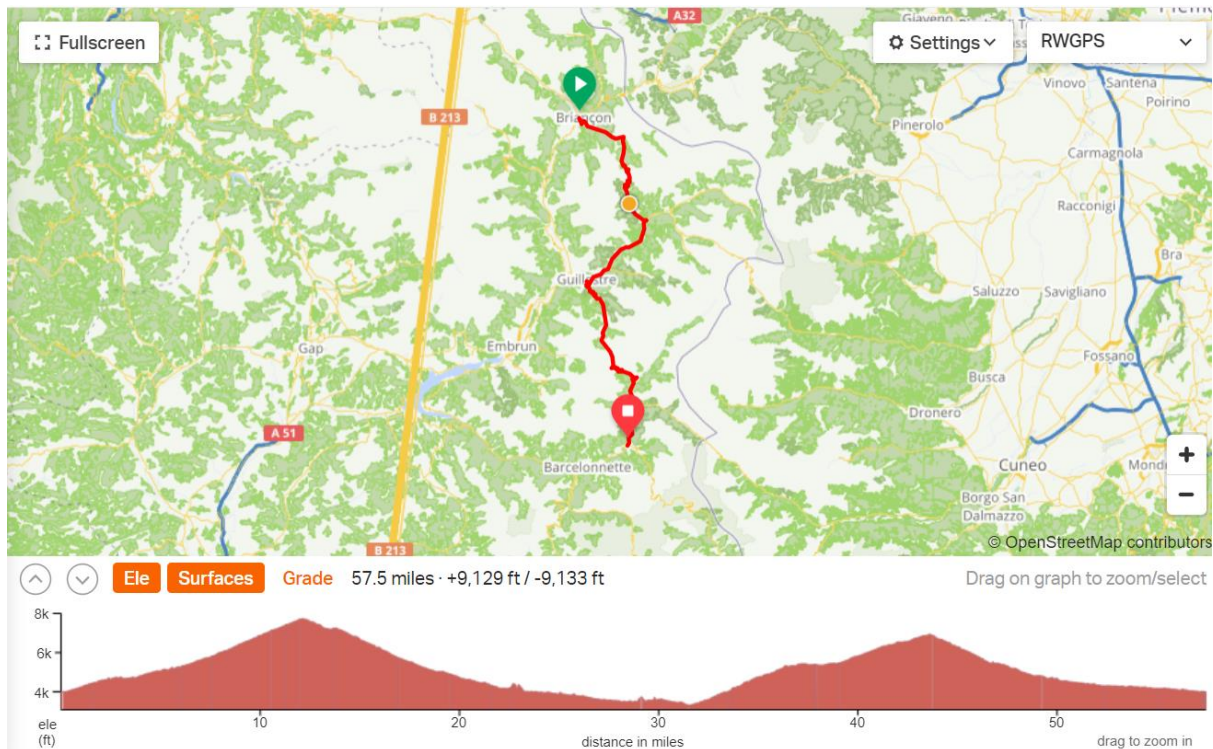 A32
Giaveno
Fullscreen
Settings
RWGPS
Vinovo
Santena
Poirino
B 213
Briançon
Pinerolo
Carmagnola
Racconigi
Bra
Guillestre
Saluzzo
Savigliano
Gap
Embrun
Fossano
Busca
Dronero
A 51
Barcelonnette
Cuneo
+
−
Borgo San
Dalmazzo
B 213
© OpenStreetMap contributors
Ele
Surfaces
Grade
57.5 miles · +9,129 ft / -9,133 ft
Drag on graph to zoom/select
8k
6k
4k
ele
(ft)
10
20
30
40
50
distance in miles
drag to zoom in